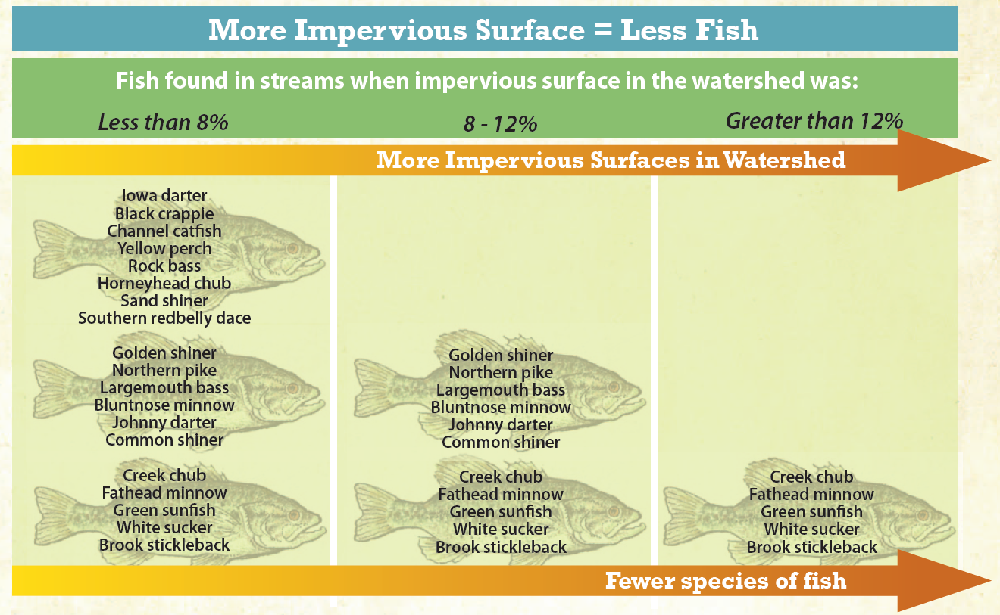 More Impervious Surface = Less Fish
Fish found in streams when impervious surface in the watershed was:
Less than 8%
8 - 12%
Greater than 12%
More Impervious Surfaces in Watershed
Iowa darter
Black crappie
Channel catfish
Yellow perch
Rock bass
Horneyhead chub
Sand shiner
Southern redbelly dace
Golden shiner
Northern pike
Largemouth bass
Bluntnose minnow
Johnny darter
Common shiner
Creek chub
Fathead minnow
Green sunfish
White sucker
Brook stickleback
Golden shiner
Northern pike
Largemouth bass
Bluntnose minnow
Johnny darter
Common shiner
Creek chub
Fathead minnow
Green sunfish
White sucker
Brook stickleback
Creek chub
Fathead minnow
Green sunfish
White sucker
Brook stickleback
Fewer species of fish